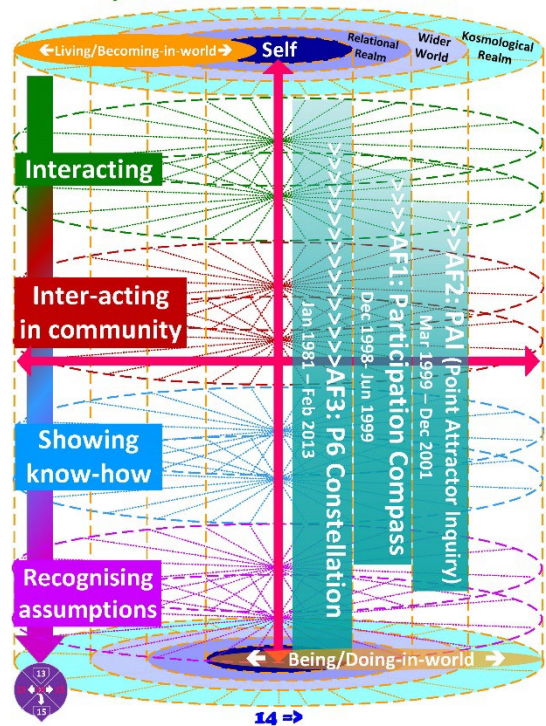 ← Living/Becoming-in-world →
Self
Relational
Realm
Wider
World
Kosmological
Realm
Interacting
Inter-acting
in community
Showing
know-how
Recognising
assumptions
>>>>>>>>>>>AF3: P6 Constellation
Jan 1981 – Feb 2013
>>>>AF1: Participation Compass
Dec 1998– Jun 1999
>>>AF2: PAI (Point Attractor Inquiry)
Mar 1999 – Dec 2001
← Being/Doing-in-world →
13
15
14 =>